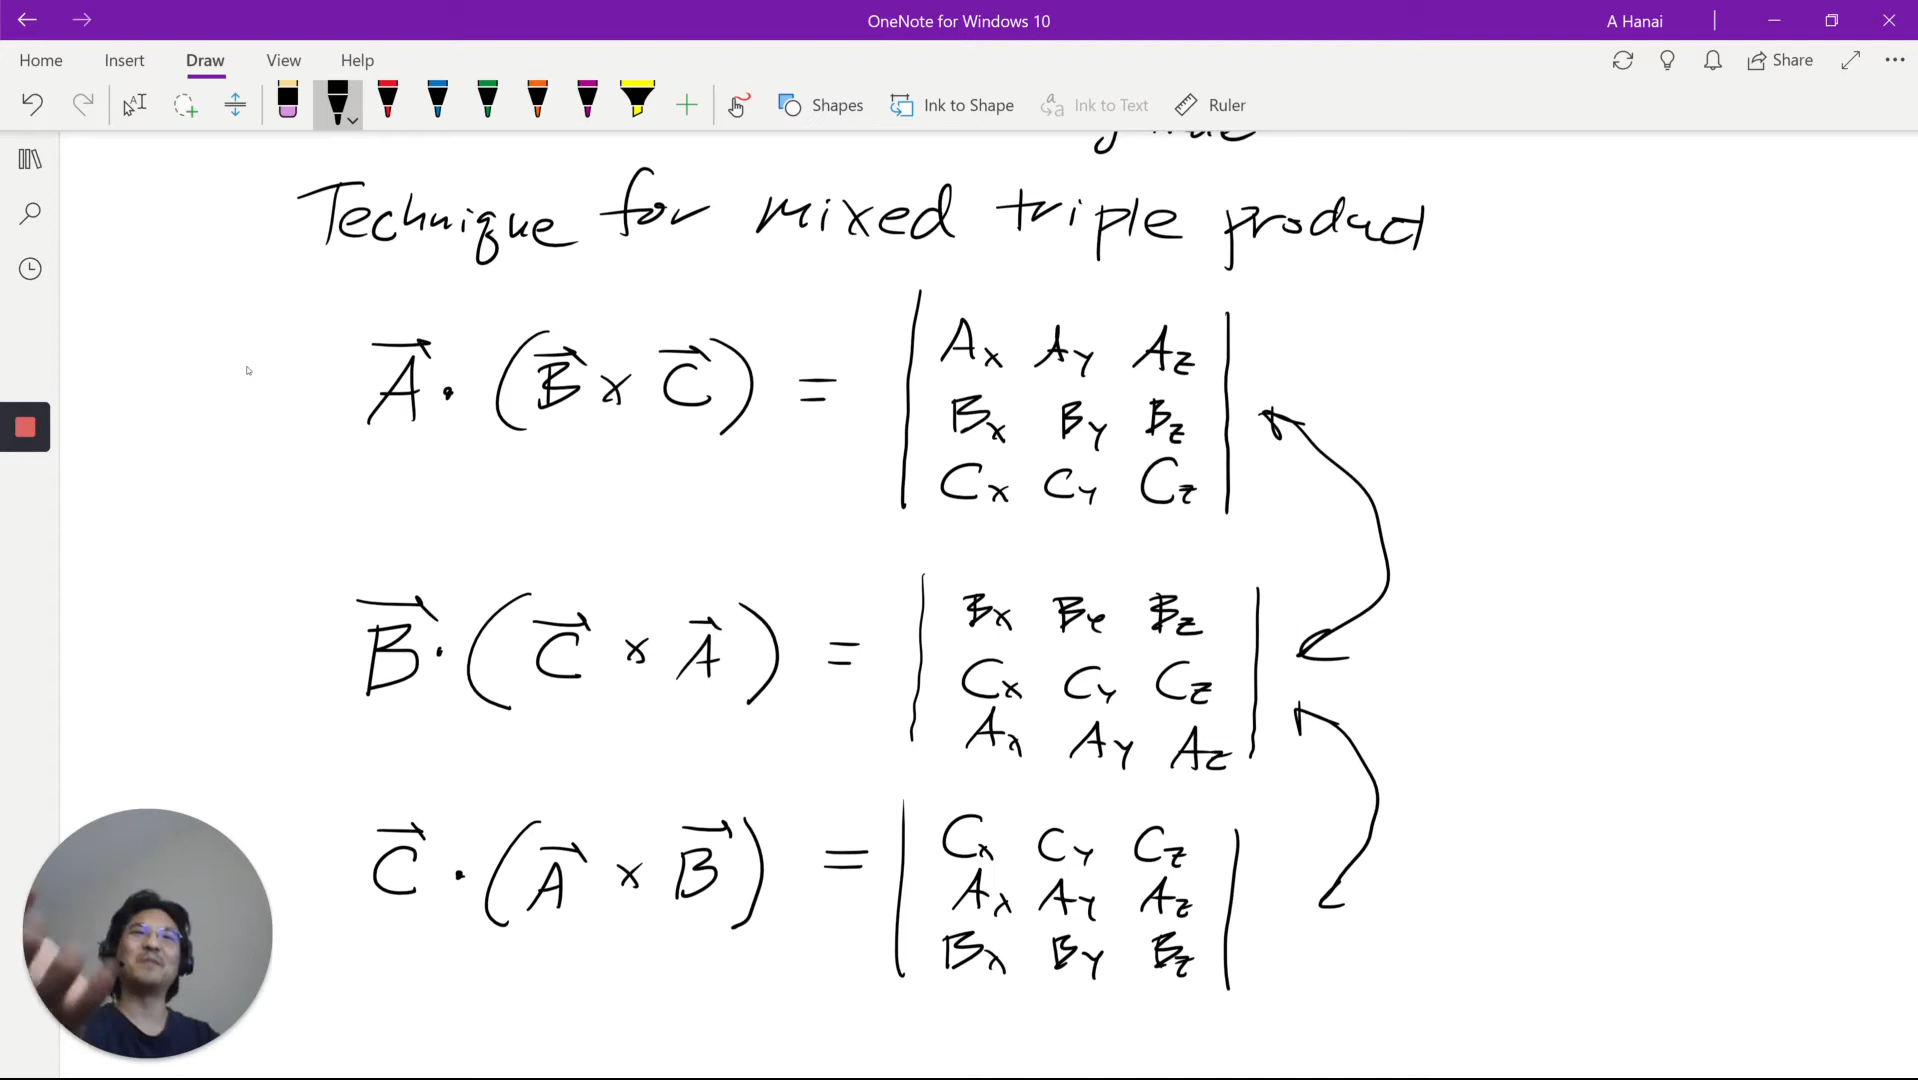 OneNote for Windows 10
A Hanai
Home Insert Draw View Help
Share
Shapes Ink to Shape Ink to Text Ruler
Technique for mixed triple product
A⃗ · (B⃗ × C⃗) = | Ax Ay Az
Bx By Bz
Cx Cy Cz |
B⃗ · (C⃗ × A⃗) = | Bx By Bz
Cx Cy Cz
Ax Ay Az |
C⃗ · (A⃗ × B⃗) = | Cx Cy Cz
Ax Ay Az
Bx By Bz |